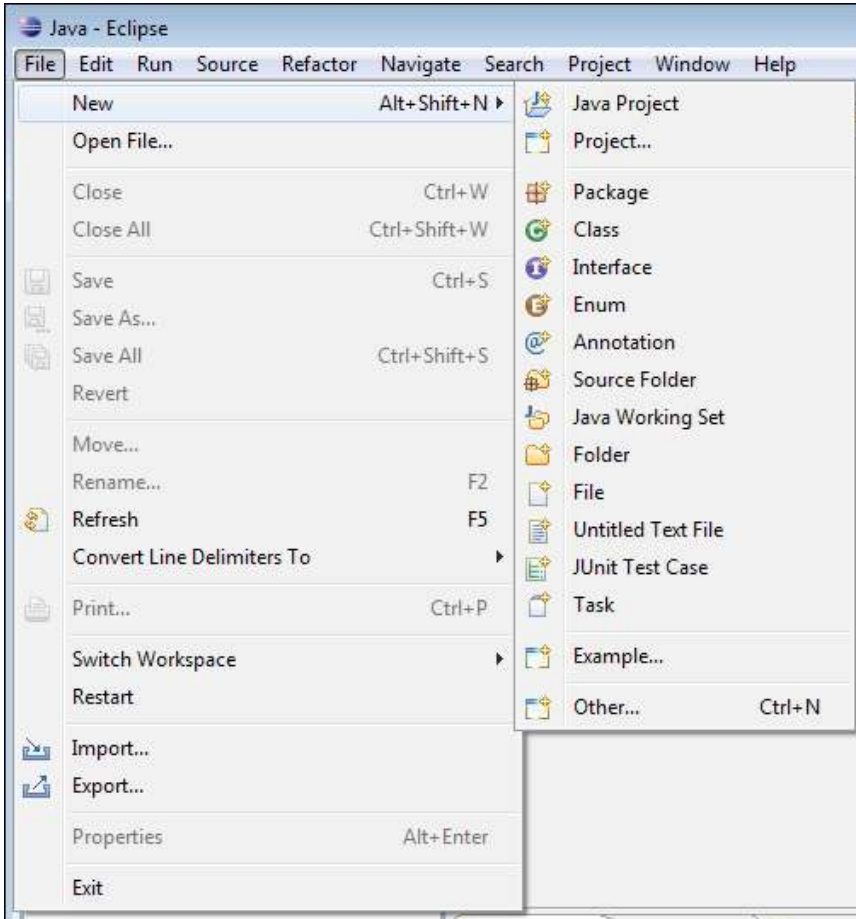 Java - Eclipse
File Edit Run Source Refactor Navigate Search Project Window Help
New Alt+Shift+N
Open File...
Close Ctrl+W
Close All Ctrl+Shift+W
Save Ctrl+S
Save As...
Save All Ctrl+Shift+S
Revert
Move...
Rename... F2
Refresh F5
Convert Line Delimiters To
Print... Ctrl+P
Switch Workspace
Restart
Import...
Export...
Properties Alt+Enter
Exit
Java Project
Project...
Package
Class
Interface
Enum
Annotation
Source Folder
Java Working Set
Folder
File
Untitled Text File
JUnit Test Case
Task
Example...
Other... Ctrl+N